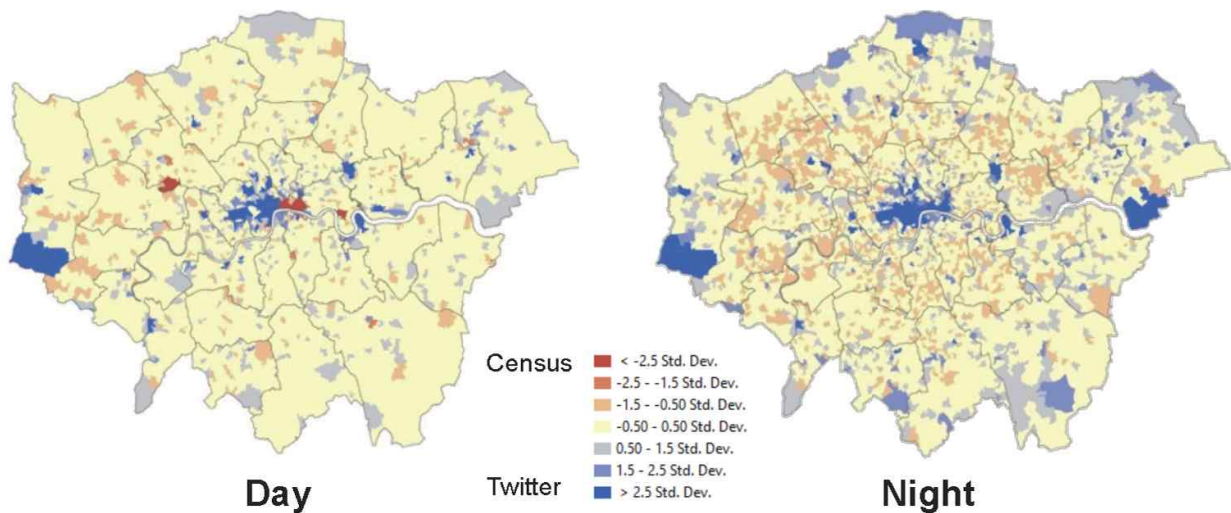 Census
< -2.5 Std. Dev.
-2.5 - -1.5 Std. Dev.
-1.5 - -0.50 Std. Dev.
-0.50 - 0.50 Std. Dev.
0.50 - 1.5 Std. Dev.
1.5 - 2.5 Std. Dev.
Twitter
> 2.5 Std. Dev.
Day
Night